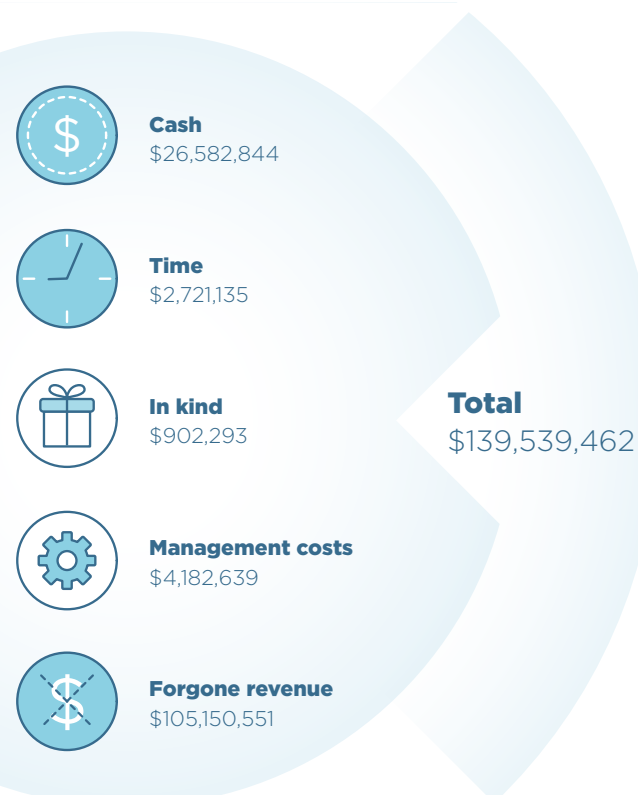 $
Cash
$26,582,844
Time
$2,721,135
In kind
$902,293
Total
$139,539,462
Management costs
$4,182,639
$
Forgone revenue
$105,150,551